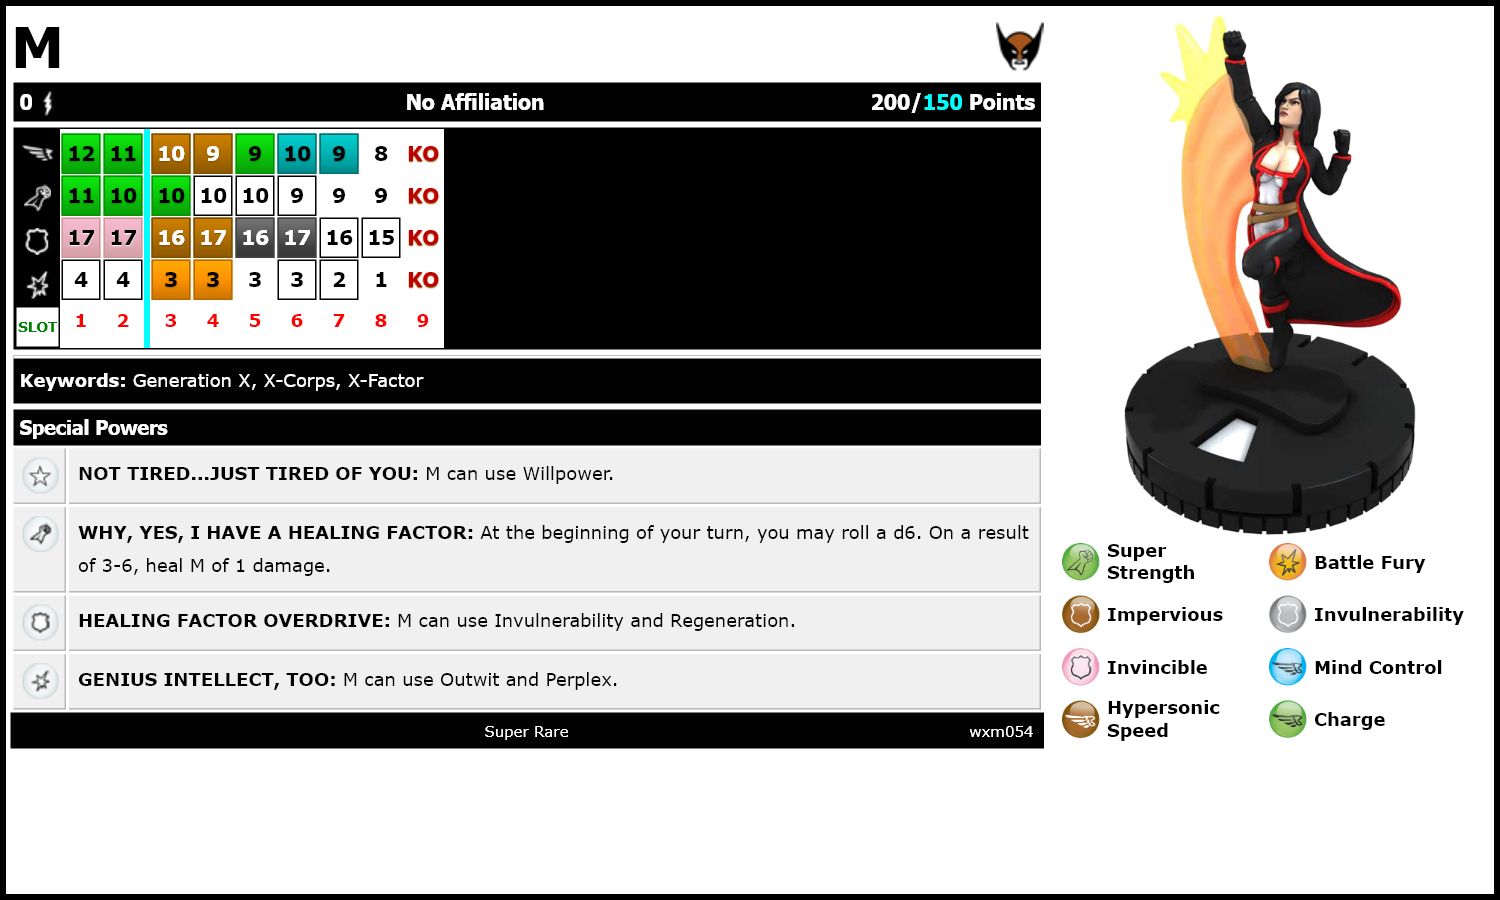 M
0 No Affiliation 200/150 Points
12 11 10 9 9 10 9 8 KO
11 10 10 10 10 9 9 9 KO
17 17 16 17 16 17 16 15 KO
4 4 3 3 3 3 2 1 KO
SLOT 1 2 3 4 5 6 7 8 9
Keywords: Generation X, X-Corps, X-Factor
Special Powers
NOT TIRED...JUST TIRED OF YOU: M can use Willpower.
WHY, YES, I HAVE A HEALING FACTOR: At the beginning of your turn, you may roll a d6. On a result
of 3-6, heal M of 1 damage.
HEALING FACTOR OVERDRIVE: M can use Invulnerability and Regeneration.
GENIUS INTELLECT, TOO: M can use Outwit and Perplex.
Super Rare wxm054
Super
Strength
Battle Fury
Impervious
Invulnerability
Invincible
Mind Control
Hypersonic
Speed
Charge